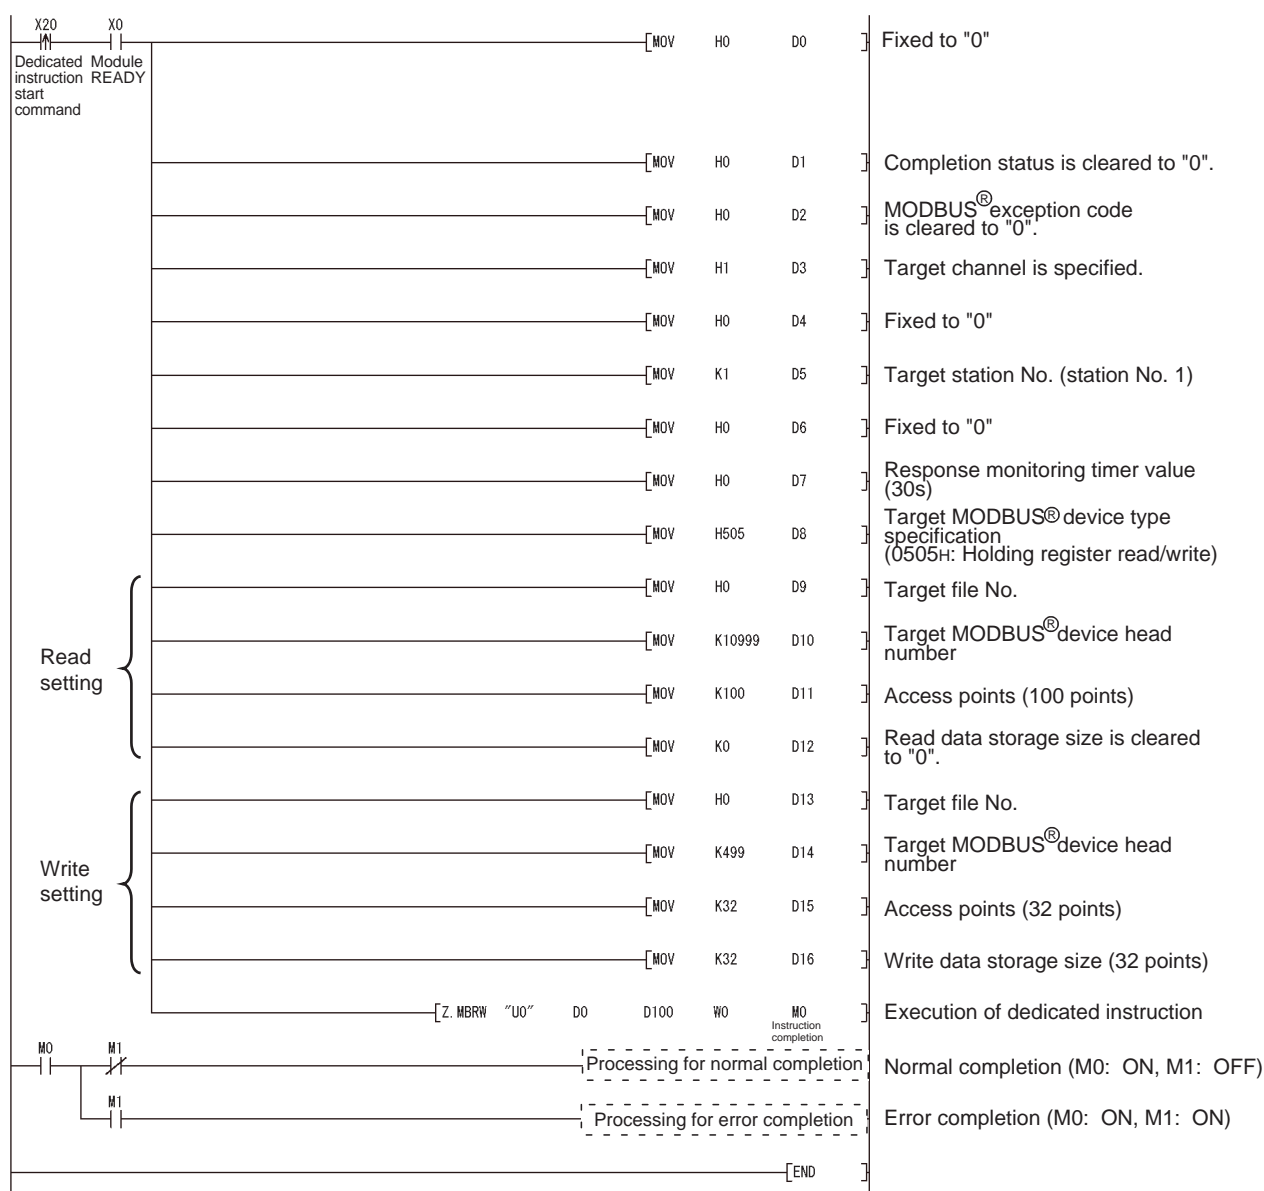 X20 X0
MOV H0 D0 Fixed to "0"
Dedicated Module
instruction READY
start
command
MOV H0 D1 Completion status is cleared to "0".
MOV H0 D2 MODBUS® exception code
is cleared to "0".
MOV H1 D3 Target channel is specified.
MOV H0 D4 Fixed to "0"
MOV K1 D5 Target station No. (station No. 1)
MOV H0 D6 Fixed to "0"
MOV H0 D7 Response monitoring timer value
(30s)
MOV H505 D8 Target MODBUS® device type
specification
(0505H: Holding register read/write)
MOV H0 D9 Target file No.
Read
setting
MOV K10999 D10 Target MODBUS® device head
number
MOV K100 D11 Access points (100 points)
MOV K0 D12 Read data storage size is cleared
to "0".
MOV H0 D13 Target file No.
Write
setting
MOV K499 D14 Target MODBUS® device head
number
MOV K32 D15 Access points (32 points)
MOV K32 D16 Write data storage size (32 points)
Z.MBRW "U0" D0 D100 W0 M0 Execution of dedicated instruction
Instruction
completion
M0 M1
Processing for normal completion Normal completion (M0: ON, M1: OFF)
M1
Processing for error completion Error completion (M0: ON, M1: ON)
END